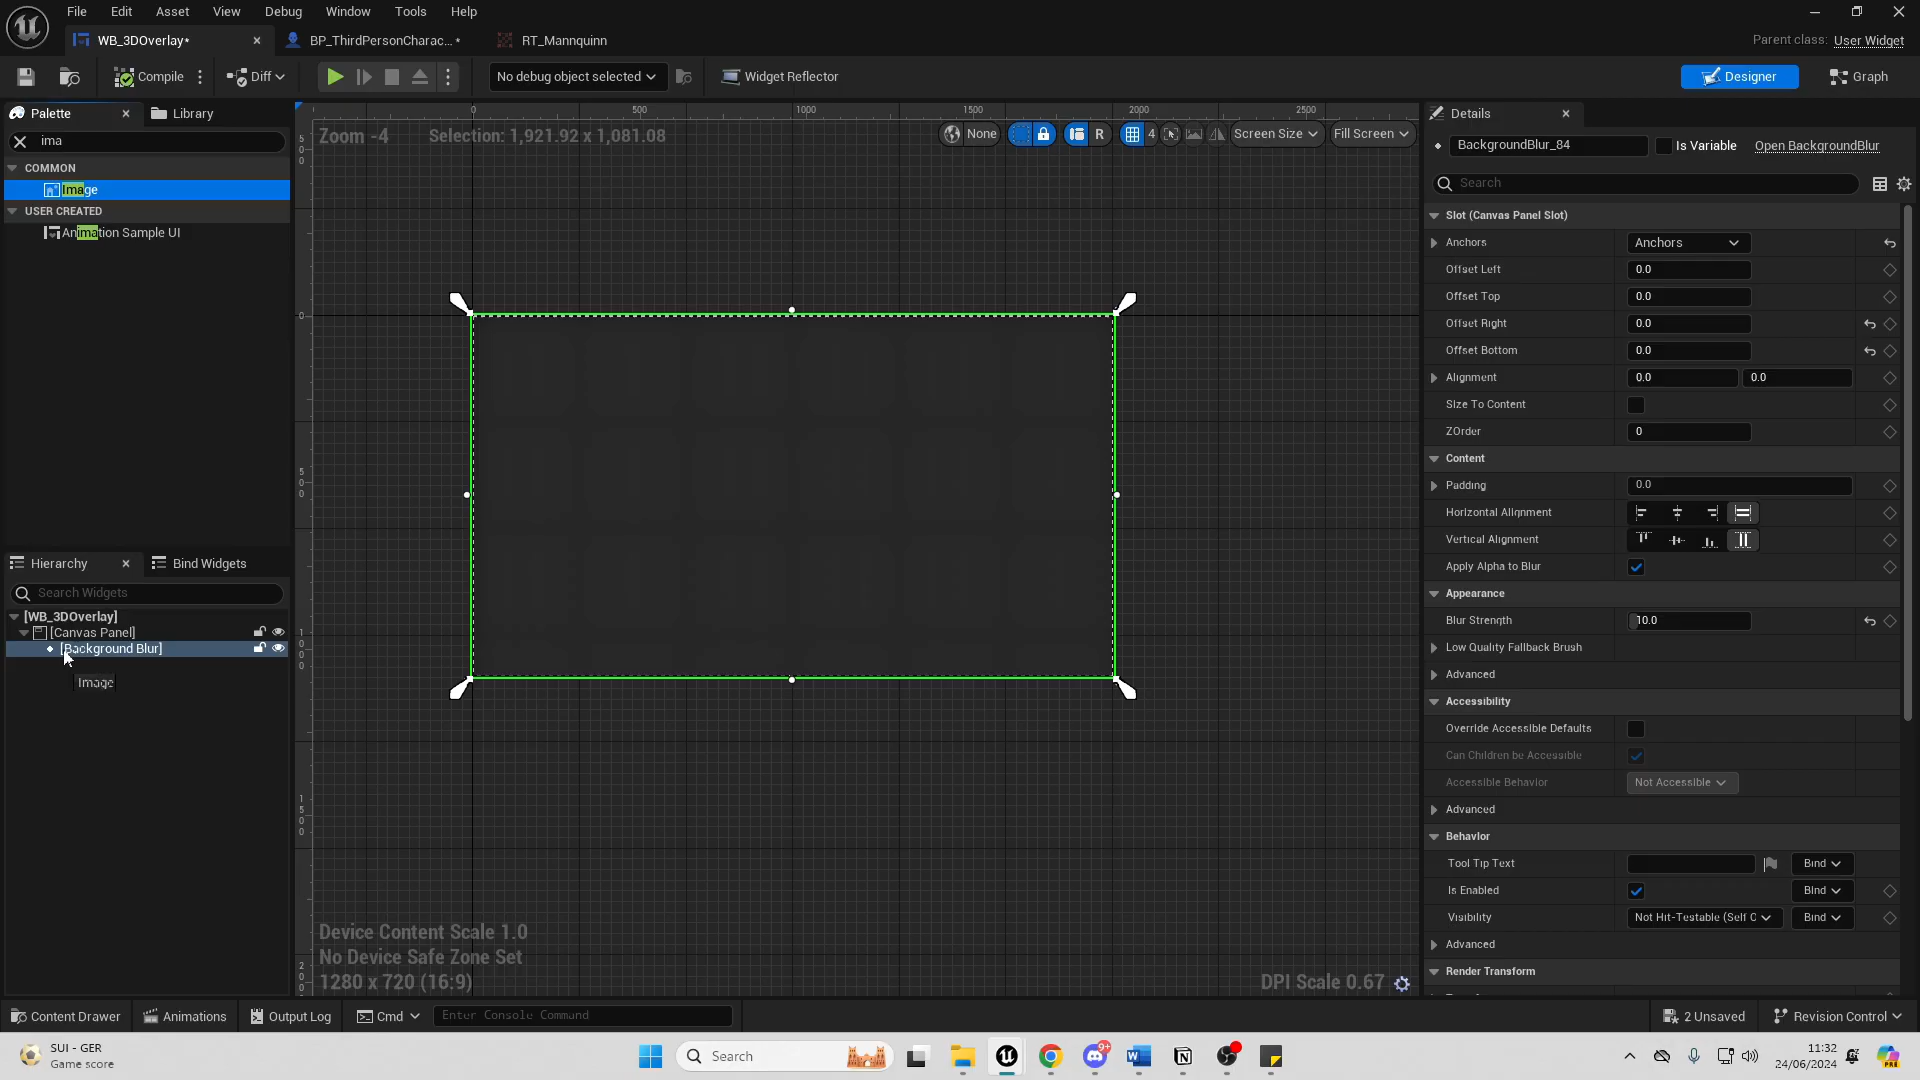 File Edit Asset View Debug Window Tools Help
WB_3DOverlay*
BP_ThirdPersonCharac... *
RT_Mannquinn
Parent class: User Widget
Compile
Diff
No debug object selected
Widget Reflector
Designer
Graph
Palette
Library
ima
COMMON
Image
USER CREATED
Animation Sample UI
Hierarchy
Bind Widgets
Search Widgets
[WB_3DOverlay]
[Canvas Panel]
[Background Blur]
Image
0 500 1000 1500 2000 2500
Zoom -4
Selection: 1,921.92 x 1,081.08
None
R
4
Screen Size
Fill Screen
Device Content Scale 1.0
No Device Safe Zone Set
1280 x 720 (16:9)
DPI Scale 0.67
Details
BackgroundBlur_84
Is Variable
Open BackgroundBlur
Search
Slot (Canvas Panel Slot)
Anchors
Anchors
Offset Left
0.0
Offset Top
0.0
Offset Right
0.0
Offset Bottom
0.0
Alignment
0.0
0.0
Size To Content
ZOrder
0
Content
Padding
0.0
Horizontal Alignment
Vertical Alignment
Apply Alpha to Blur
Appearance
Blur Strength
10.0
Low Quality Fallback Brush
Advanced
Accessibility
Override Accessible Defaults
Can Children be Accessible
Accessible Behavior
Not Accessible
Advanced
Behavior
Tool Tip Text
Bind
Is Enabled
Bind
Visibility
Not Hit-Testable (Self C
Bind
Advanced
Render Transform
Content Drawer
Animations
Output Log
Cmd
Enter Console Command
2 Unsaved
Revision Control
SUI - GER
Game score
Search
9+
11:32
24/06/2024